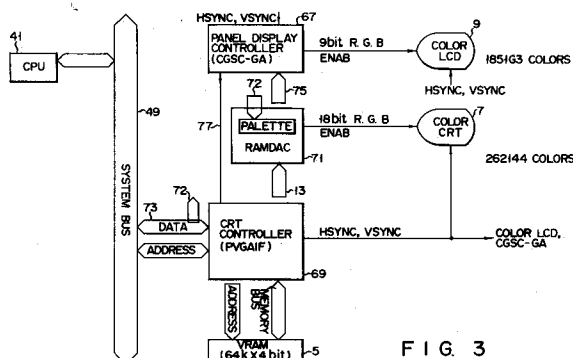 HSYNC, VSYNC
67
9
41
CPU
PANEL DISPLAY
CONTROLLER
(CGSC-GA)
9bit R. G. B
ENAB
COLOR
LCD
185193 COLORS
HSYNC, VSYNC
72
75
7
49
77
PALETTE
RAMDAC
18bit R. G. B
ENAB
COLOR
CRT
71
262144 COLORS
SYSTEM BUS
72
13
73
DATA
ADDRESS
CRT
CONTROLLER
(PVGAIF)
HSYNC, VSYNC
COLOR LCD,
CGSC-GA
69
ADDRESS
MEMORY
BUS
VRAM
(64k X 4 bit)
5
FIG. 3